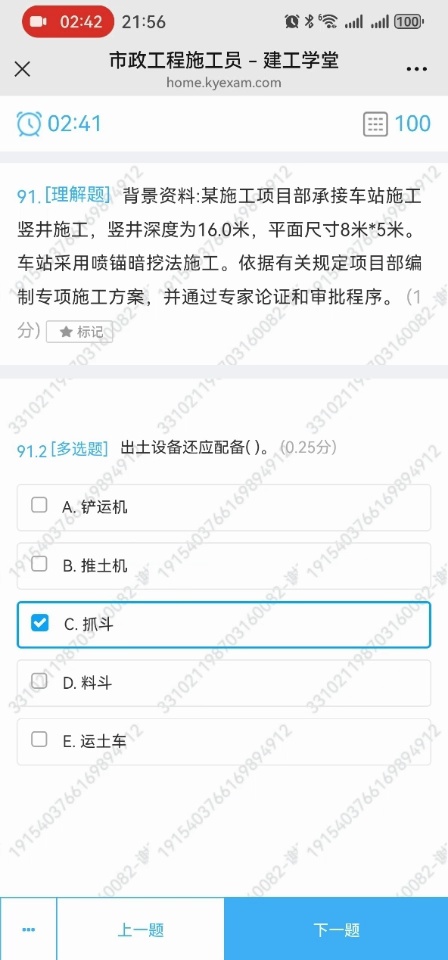 02:42 21:56 6 100
市政工程施工员 – 建工学堂
home.kyexam.com
02:41 100
91.[理解题] 背景资料:某施工项目部承接车站施工
竖井施工，竖井深度为16.0米，平面尺寸8米*5米。
车站采用喷锚暗挖法施工。依据有关规定项目部编
制专项施工方案，并通过专家论证和审批程序。(1
分) ★ 标记
91.2 [多选题] 出土设备还应配备( )。 (0.25分)
A. 铲运机
B. 推土机
C. 抓斗
D. 料斗
E. 运土车
上一题 下一题